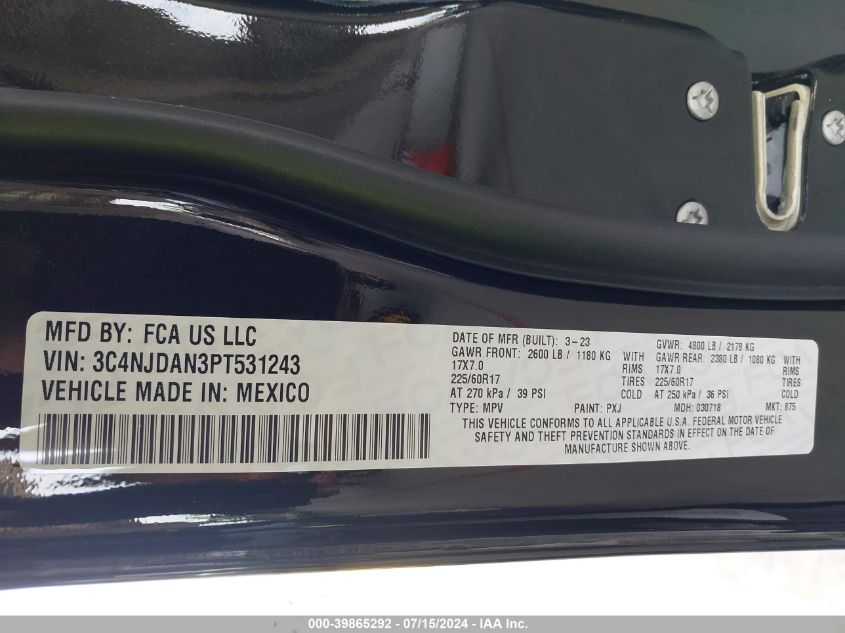 MFD BY: FCA US LLC
VIN: 3C4NJDAN3PT531243
VEHICLE MADE IN: MEXICO
DATE OF MFR (BUILT): 3-23 GVWR: 4800 LB / 2178 KG
GAWR FRONT: 2600 LB / 1180 KG WITH GAWR REAR: 2380 LB / 1080 KG WITH
17X7.0 RIMS 17X7.0 RIMS
225/60R17 TIRES 225/60R17 TIRES
AT 270 kPa / 39 PSI COLD AT 250 kPa / 36 PSI COLD
TYPE: MPV PAINT: PXJ MDH: 030718 MKT: 875
THIS VEHICLE CONFORMS TO ALL APPLICABLE U.S.A. FEDERAL MOTOR VEHICLE
SAFETY AND THEFT PREVENTION STANDARDS IN EFFECT ON THE DATE OF
MANUFACTURE SHOWN ABOVE.
000-39865292 - 07/15/2024 - IAA Inc.